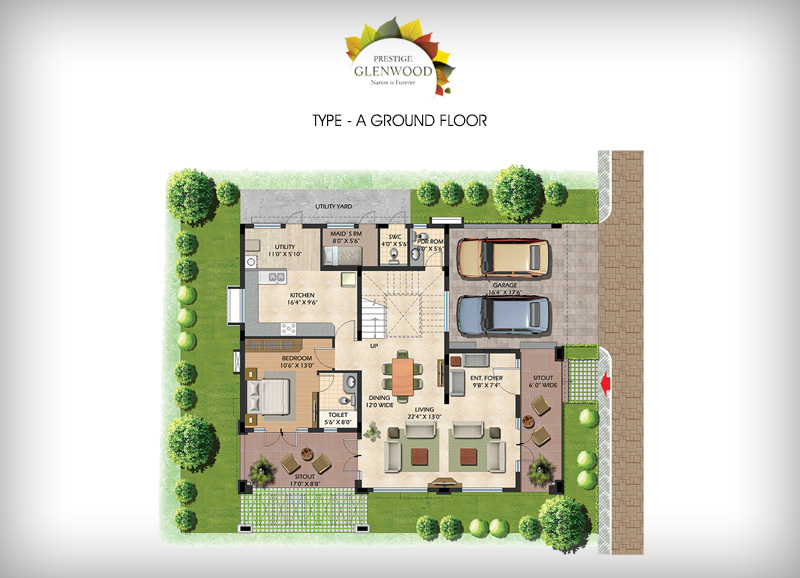 PRESTIGE
GLENWOOD
Nature is Forever
TYPE - A GROUND FLOOR
UTILITY YARD
MAID'S RM
8'0" X 5'6"
SWC
4'0" X 5'6
PDR ROM
5'6"
UTILITY
11'0" X 5'10"
GARAGE
16'4" X 17'6"
KITCHEN
16'4" X 9'6"
UP
BEDROOM
10'6" X 13'0"
ENT. FOYER
9'8" X 7'4"
SITOUT
6'0" WIDE
DINING
12'0 WIDE
LIVING
22'4" X 13'0"
TOILET
5'6" X 8'0"
SITOUT
17'0" X 8'8"